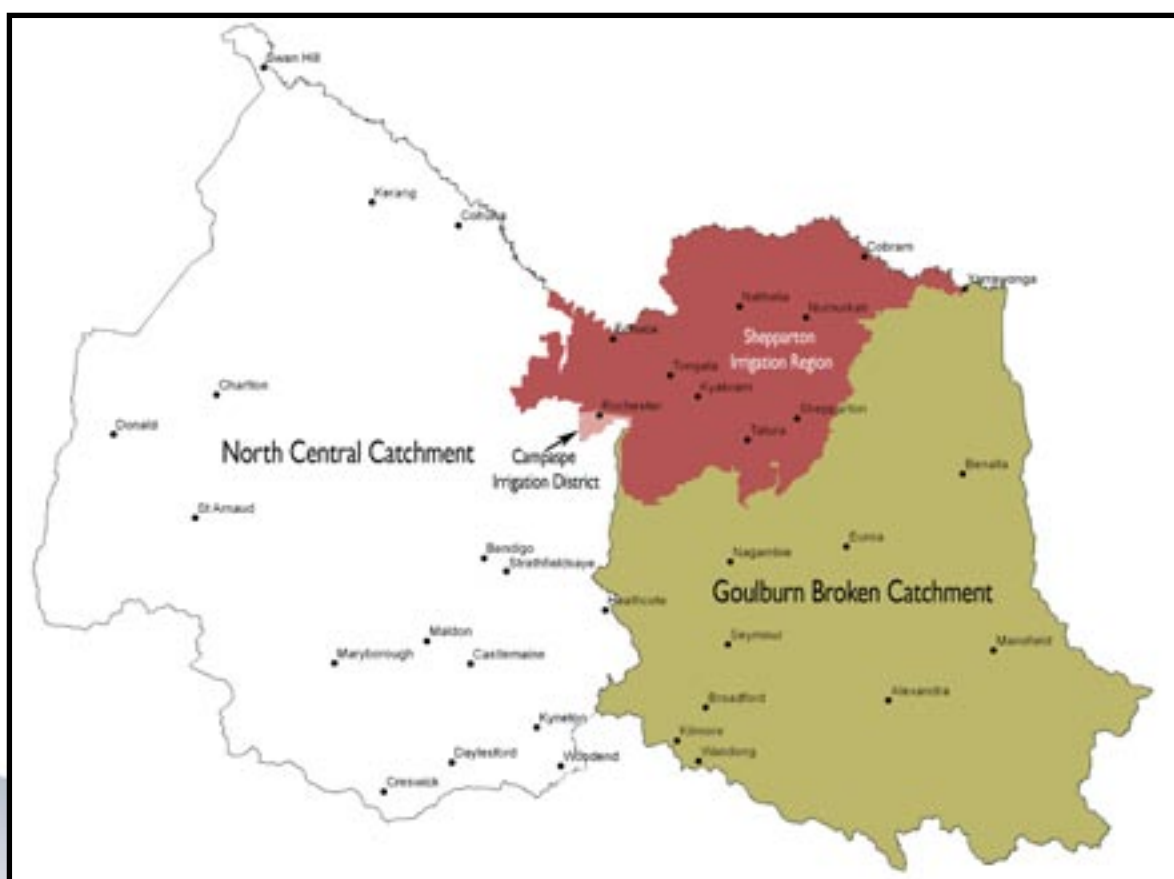 Swan Hill
Kerang
Cohuna
Cobram
Yarrawonga
Nathalia
Numurkah
Echuca
Shepparton
Irrigation Region
Tongala
Kyabram
Charlton
Rochester
Shepparton
Donald
Tatura
North Central Catchment
Campaspe
Irrigation District
Benalla
St Arnaud
Bendigo
Strathfieldsaye
Euroa
Nagambie
Goulburn Broken Catchment
Heathcote
Maldon
Seymour
Maryborough
Castlemaine
Mansfield
Alexandra
Broadford
Kyneton
Kilmore
Daylesford
Woodend
Wandong
Creswick